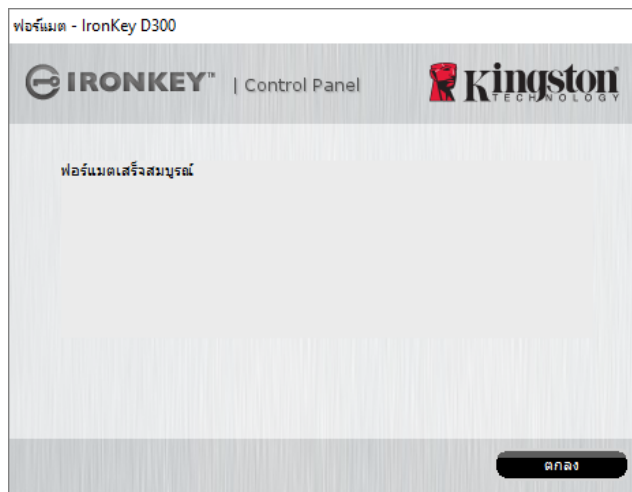 ฟอร์แมต - IronKey D300
IRONKEY™ | Control Panel
Kingston
TECHNOLOGY
ฟอร์แมตเสร็จสมบูรณ์
ตกลง